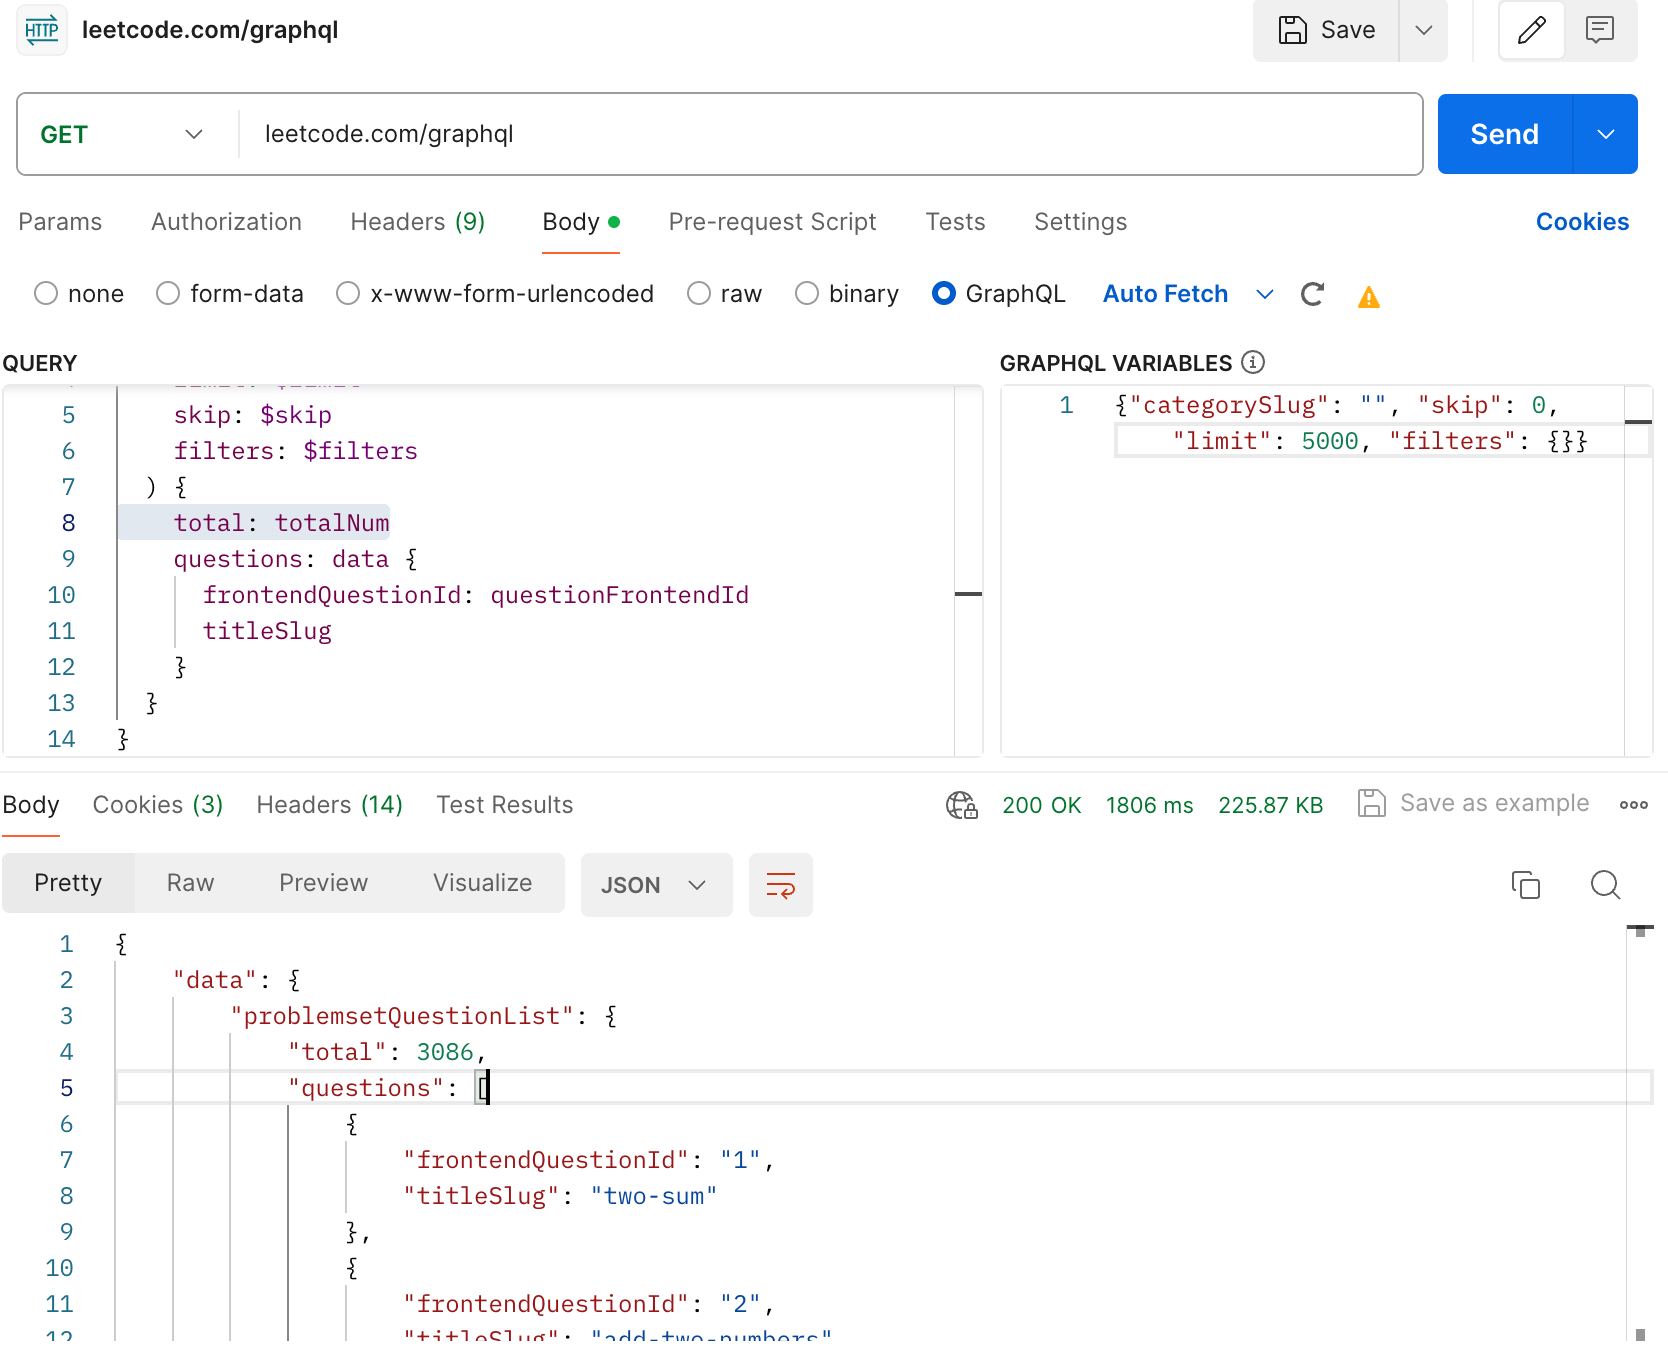 HTTP leetcode.com/graphql Save
GET leetcode.com/graphql Send
Params Authorization Headers (9) Body Pre-request Script Tests Settings Cookies
none form-data x-www-form-urlencoded raw binary GraphQL Auto Fetch
QUERY
5 skip: $skip
6 filters: $filters
7 ) {
8 total: totalNum
9 questions: data {
10 frontendQuestionId: questionFrontendId
11 titleSlug
12 }
13 }
14 }
GRAPHQL VARIABLES
1 {"categorySlug": "", "skip": 0,
"limit": 5000, "filters": {}}
Body Cookies (3) Headers (14) Test Results 200 OK 1806 ms 225.87 KB Save as example
Pretty Raw Preview Visualize JSON
1 {
2 "data": {
3 "problemsetQuestionList": {
4 "total": 3086,
5 "questions": [
6 {
7 "frontendQuestionId": "1",
8 "titleSlug": "two-sum"
9 },
10 {
11 "frontendQuestionId": "2",
12 "titleSlug": "add-two-numbers"